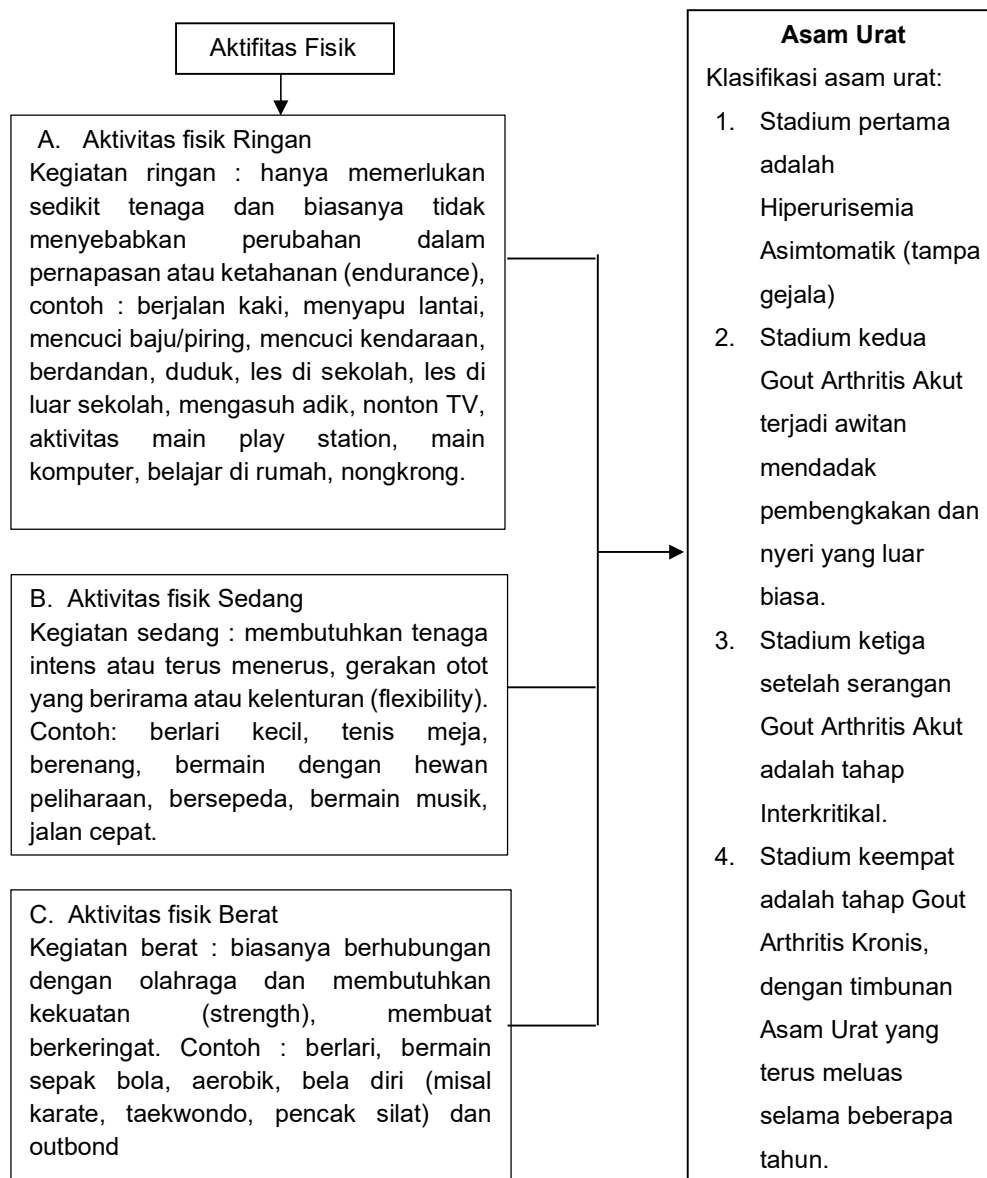 Aktifitas Fisik
A. Aktivitas fisik Ringan
Kegiatan ringan : hanya memerlukan
sedikit tenaga dan biasanya tidak
menyebabkan perubahan dalam
pernapasan atau ketahanan (endurance),
contoh : berjalan kaki, menyapu lantai,
mencuci baju/piring, mencuci kendaraan,
berdandan, duduk, les di sekolah, les di
luar sekolah, mengasuh adik, nonton TV,
aktivitas main play station, main
komputer, belajar di rumah, nongkrong.
B. Aktivitas fisik Sedang
Kegiatan sedang : membutuhkan tenaga
intens atau terus menerus, gerakan otot
yang berirama atau kelenturan (flexibility).
Contoh: berlari kecil, tenis meja,
berenang, bermain dengan hewan
peliharaan, bersepeda, bermain musik,
jalan cepat.
C. Aktivitas fisik Berat
Kegiatan berat : biasanya berhubungan
dengan olahraga dan membutuhkan
kekuatan (strength), membuat
berkeringat. Contoh : berlari, bermain
sepak bola, aerobik, bela diri (misal
karate, taekwondo, pencak silat) dan
outbond
Asam Urat
Klasifikasi asam urat:
1. Stadium pertama
adalah
Hiperurisemia
Asimtomatik (tampa
gejala)
2. Stadium kedua
Gout Arthritis Akut
terjadi awitan
mendadak
pembengkakan dan
nyeri yang luar
biasa.
3. Stadium ketiga
setelah serangan
Gout Arthritis Akut
adalah tahap
Interkritikal.
4. Stadium keempat
adalah tahap Gout
Arthritis Kronis,
dengan timbunan
Asam Urat yang
terus meluas
selama beberapa
tahun.